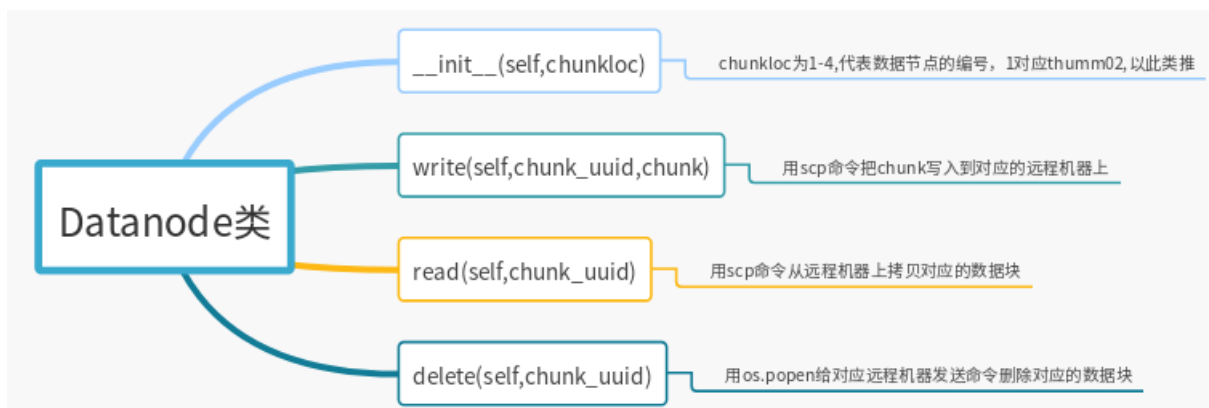 __init__(self,chunkloc)
chunkloc为1-4,代表数据节点的编号，1对应thumm02,以此类推
write(self,chunk_uuid,chunk)
用scp命令把chunk写入到对应的远程机器上
Datanode类
read(self,chunk_uuid)
用scp命令从远程机器上拷贝对应的数据块
delete(self,chunk_uuid)
用os.popen给对应远程机器发送命令删除对应的数据块